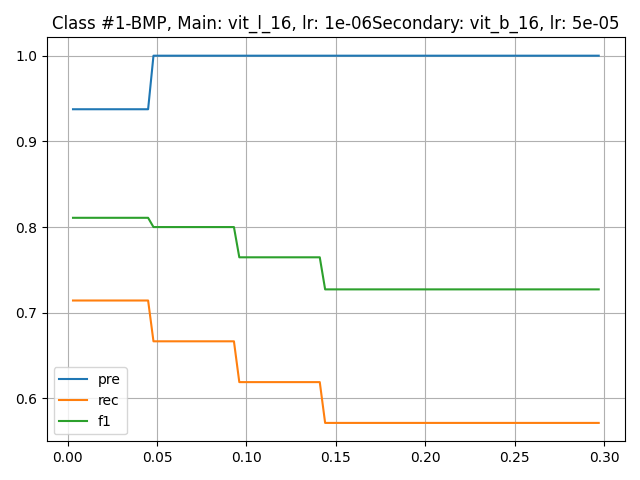 Class #1-BMP, Main: vit_l_16, lr: 1e-06Secondary: vit_b_16, lr: 5e-05
1.0
0.9
0.8
0.7
0.6
pre
rec
f1
0.00 0.05 0.10 0.15 0.20 0.25 0.30